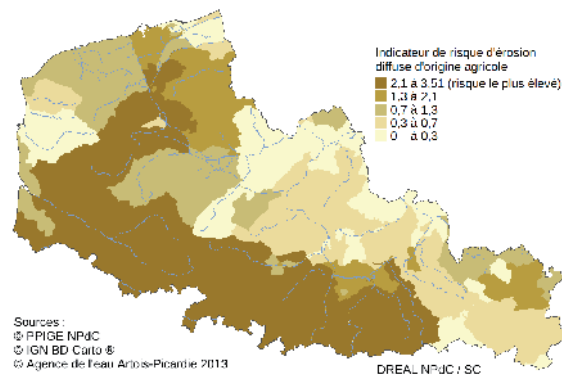 Indicateur de risque d'érosion
diffuse d'origine agricole
2,1 à 3,51 (risque le plus élevé)
1,3 à 2,1
0,7 à 1,3
0,3 à 0,7
0 à 0,3
Sources :
© PPIGE NPdC
© IGN BD Carto ®
© Agence de l'eau Artois-Picardie 2013
DREAL NPdC / SC